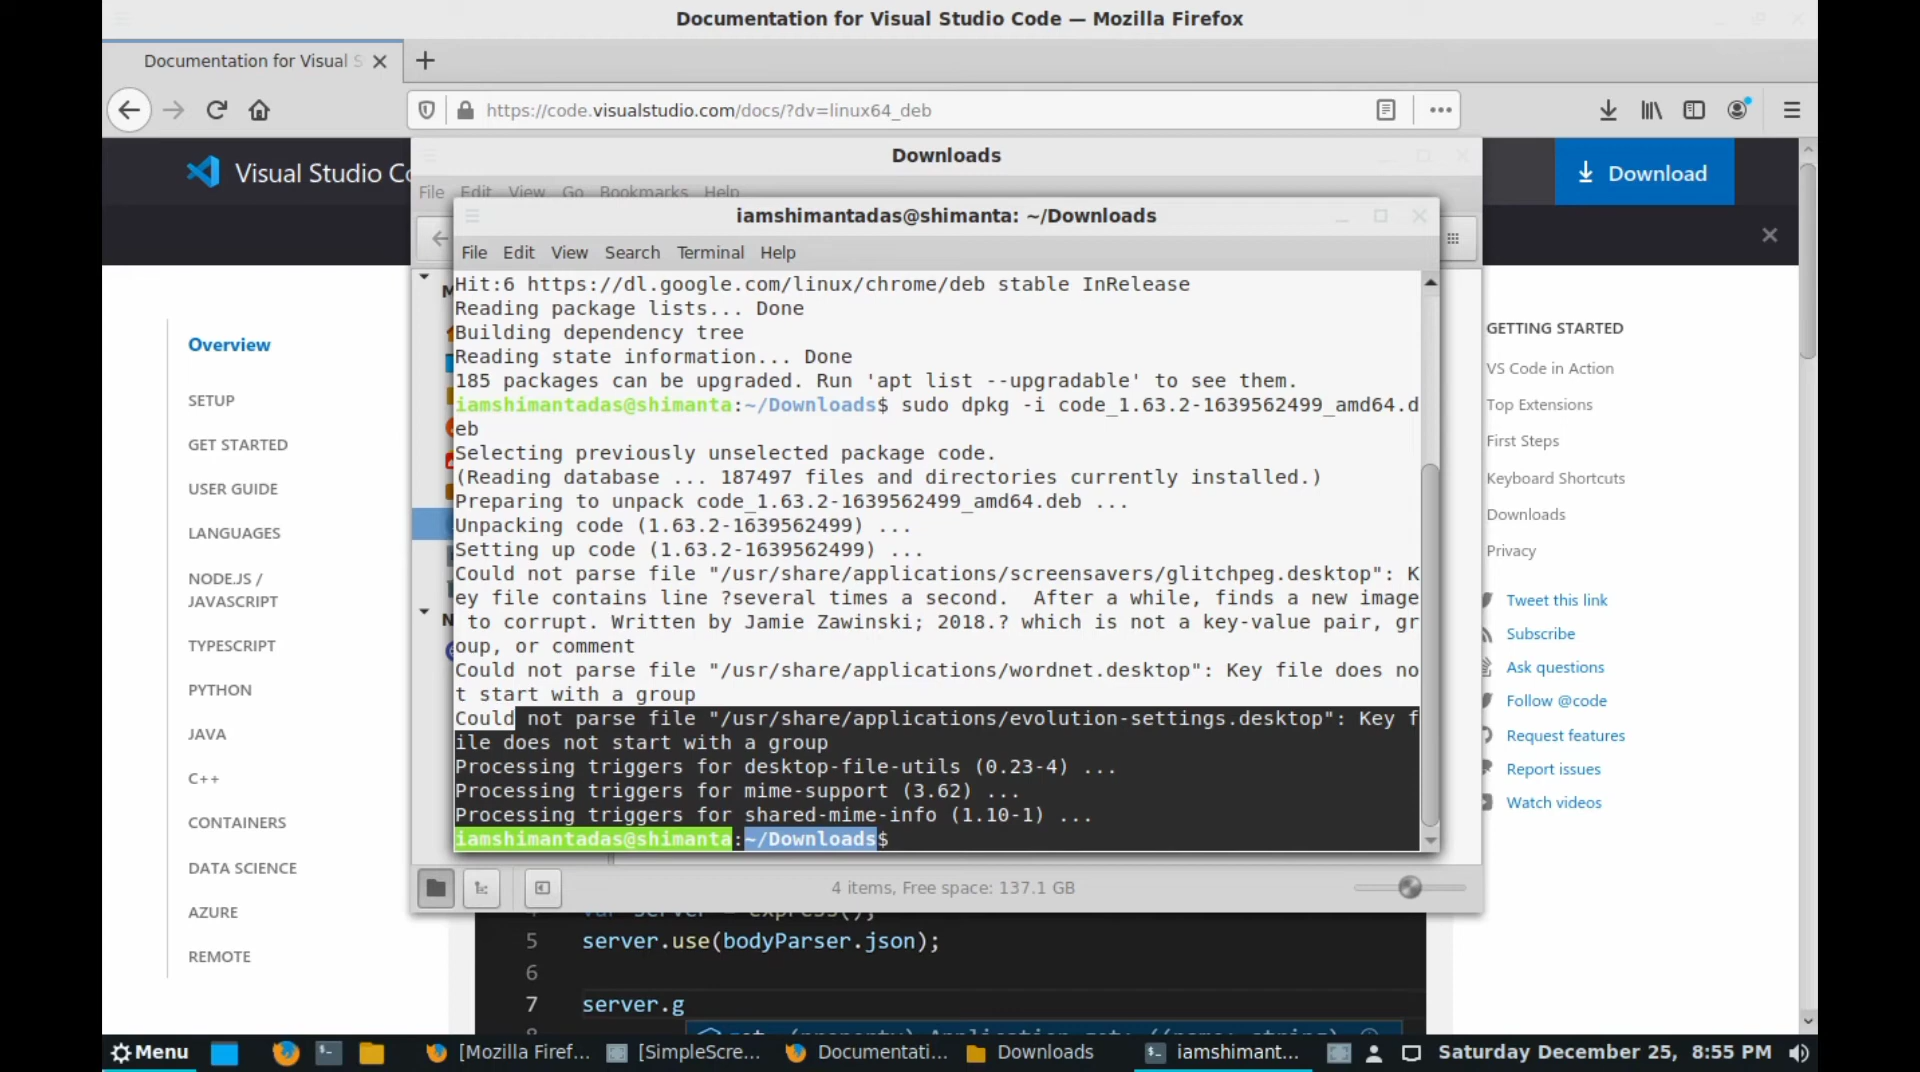 Documentation for Visual Studio Code — Mozilla Firefox
Documentation for Visual S
https://code.visualstudio.com/docs/?dv=linux64_deb
Visual Studio Co
Download
Downloads
File Edit View Go Bookmarks Help
iamshimantadas@shimanta: ~/Downloads
File Edit View Search Terminal Help
Hit:6 https://dl.google.com/linux/chrome/deb stable InRelease
Reading package lists... Done
Building dependency tree
Reading state information... Done
185 packages can be upgraded. Run 'apt list --upgradable' to see them.
iamshimantadas@shimanta:~/Downloads$ sudo dpkg -i code_1.63.2-1639562499_amd64.d
eb
Selecting previously unselected package code.
(Reading database ... 187497 files and directories currently installed.)
Preparing to unpack code_1.63.2-1639562499_amd64.deb ...
Unpacking code (1.63.2-1639562499) ...
Setting up code (1.63.2-1639562499) ...
Could not parse file "/usr/share/applications/screensavers/glitchpeg.desktop": K
ey file contains line ?several times a second.  After a while, finds a new image
 to corrupt. Written by Jamie Zawinski; 2018.? which is not a key-value pair, gr
oup, or comment
Could not parse file "/usr/share/applications/wordnet.desktop": Key file does no
t start with a group
Could not parse file "/usr/share/applications/evolution-settings.desktop": Key f
ile does not start with a group
Processing triggers for desktop-file-utils (0.23-4) ...
Processing triggers for mime-support (3.62) ...
Processing triggers for shared-mime-info (1.10-1) ...
iamshimantadas@shimanta:~/Downloads$
Overview
SETUP
GET STARTED
USER GUIDE
LANGUAGES
NODE.JS /
JAVASCRIPT
TYPESCRIPT
PYTHON
JAVA
C++
CONTAINERS
DATA SCIENCE
AZURE
REMOTE
GETTING STARTED
VS Code in Action
Top Extensions
First Steps
Keyboard Shortcuts
Downloads
Privacy
Tweet this link
Subscribe
Ask questions
Follow @code
Request features
Report issues
Watch videos
4 items, Free space: 137.1 GB
5 server.use(bodyParser.json);
6
7 server.g
Menu
[Mozilla Firef...
[SimpleScre...
Documentati...
Downloads
iamshimant...
Saturday December 25, 8:55 PM